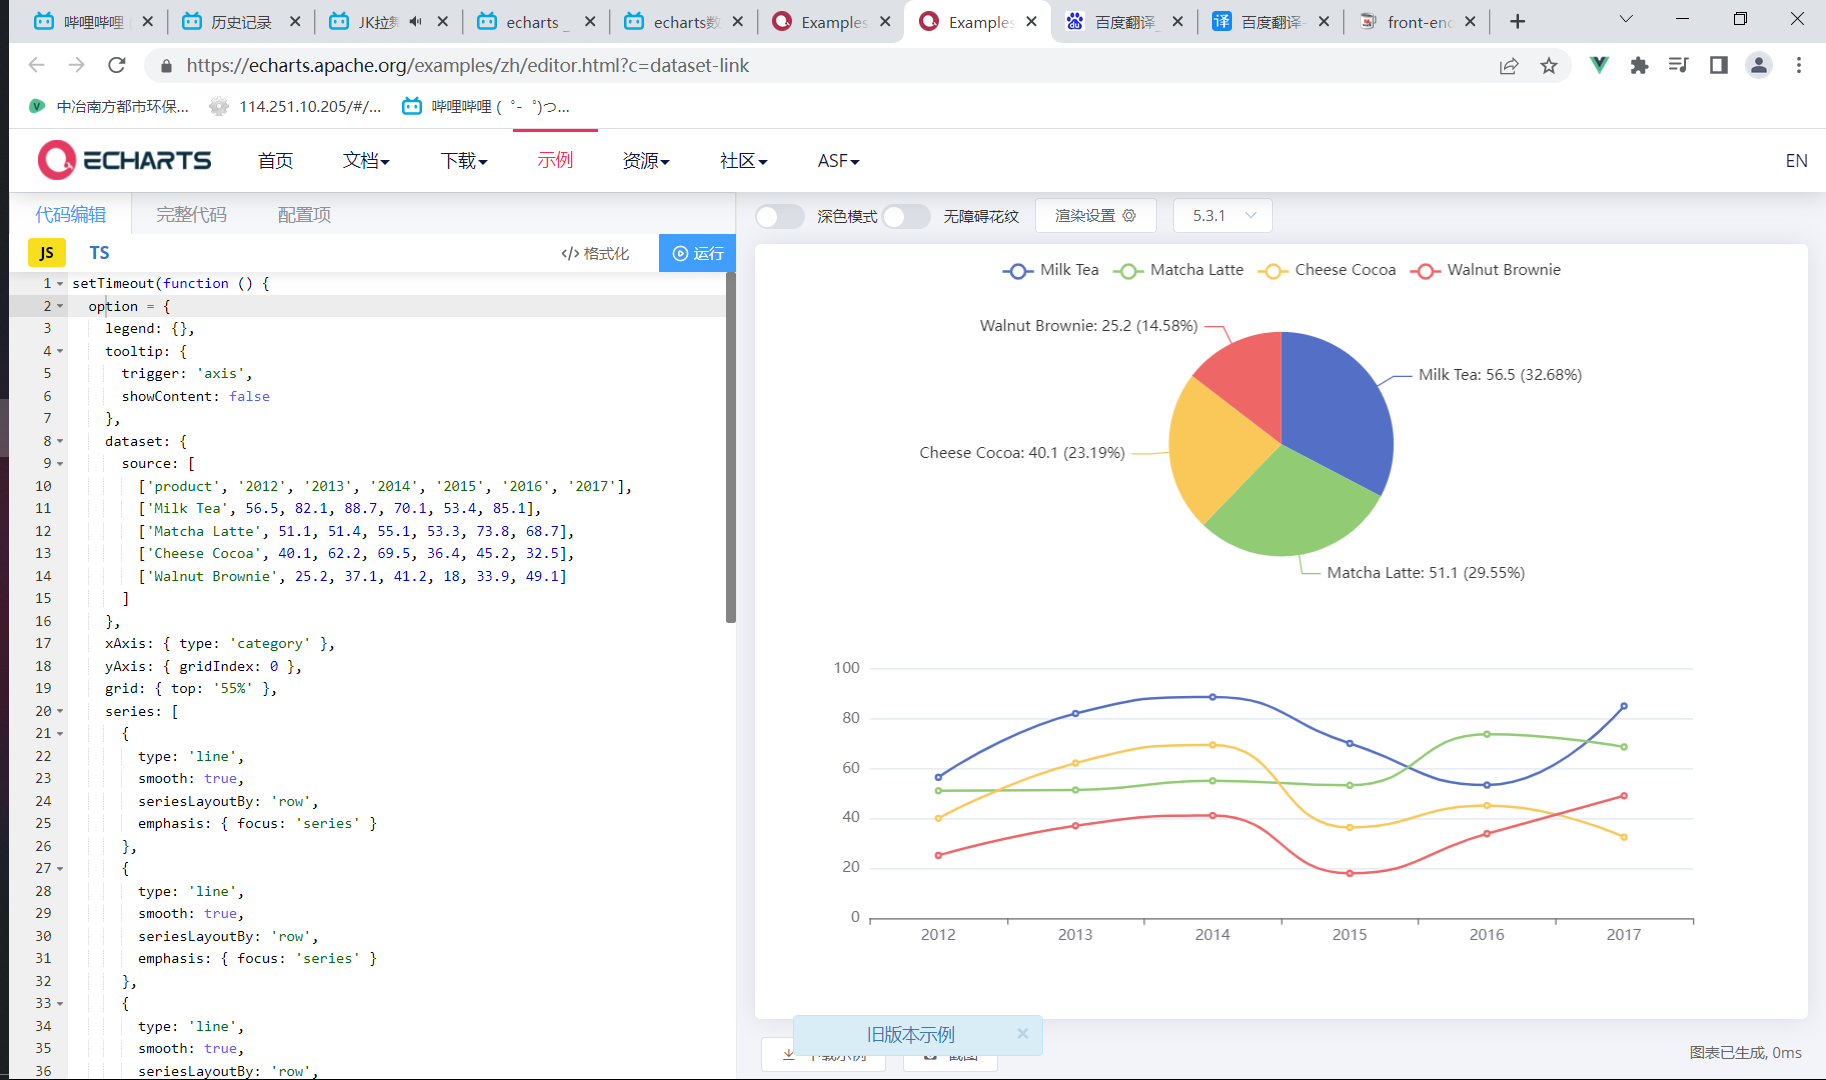 哔哩哔哩 (
历史记录
JK拉舞
echarts _
echarts数
Examples
Examples
百度翻译_
百度翻译-
front-end
https://echarts.apache.org/examples/zh/editor.html?c=dataset-link
中冶南方都市环保...
114.251.10.205/#/...
哔哩哔哩 ( ゜- ゜)つ...
ECHARTS
首页
文档
下载
示例
资源
社区
ASF
EN
代码编辑
完整代码
配置项
JS
TS
</> 格式化
运行
1 setTimeout(function () {
2 option = {
3 legend: {},
4 tooltip: {
5 trigger: 'axis',
6 showContent: false
7 },
8 dataset: {
9 source: [
10 ['product', '2012', '2013', '2014', '2015', '2016', '2017'],
11 ['Milk Tea', 56.5, 82.1, 88.7, 70.1, 53.4, 85.1],
12 ['Matcha Latte', 51.1, 51.4, 55.1, 53.3, 73.8, 68.7],
13 ['Cheese Cocoa', 40.1, 62.2, 69.5, 36.4, 45.2, 32.5],
14 ['Walnut Brownie', 25.2, 37.1, 41.2, 18, 33.9, 49.1]
15 ]
16 },
17 xAxis: { type: 'category' },
18 yAxis: { gridIndex: 0 },
19 grid: { top: '55%' },
20 series: [
21 {
22 type: 'line',
23 smooth: true,
24 seriesLayoutBy: 'row',
25 emphasis: { focus: 'series' }
26 },
27 {
28 type: 'line',
29 smooth: true,
30 seriesLayoutBy: 'row',
31 emphasis: { focus: 'series' }
32 },
33 {
34 type: 'line',
35 smooth: true,
36 seriesLayoutBy: 'row',
深色模式
无障碍花纹
渲染设置
5.3.1
Milk Tea
Matcha Latte
Cheese Cocoa
Walnut Brownie
Walnut Brownie: 25.2 (14.58%)
Milk Tea: 56.5 (32.68%)
Cheese Cocoa: 40.1 (23.19%)
Matcha Latte: 51.1 (29.55%)
100
80
60
40
20
0
2012
2013
2014
2015
2016
2017
旧版本示例
下载示例
截图
图表已生成, 0ms